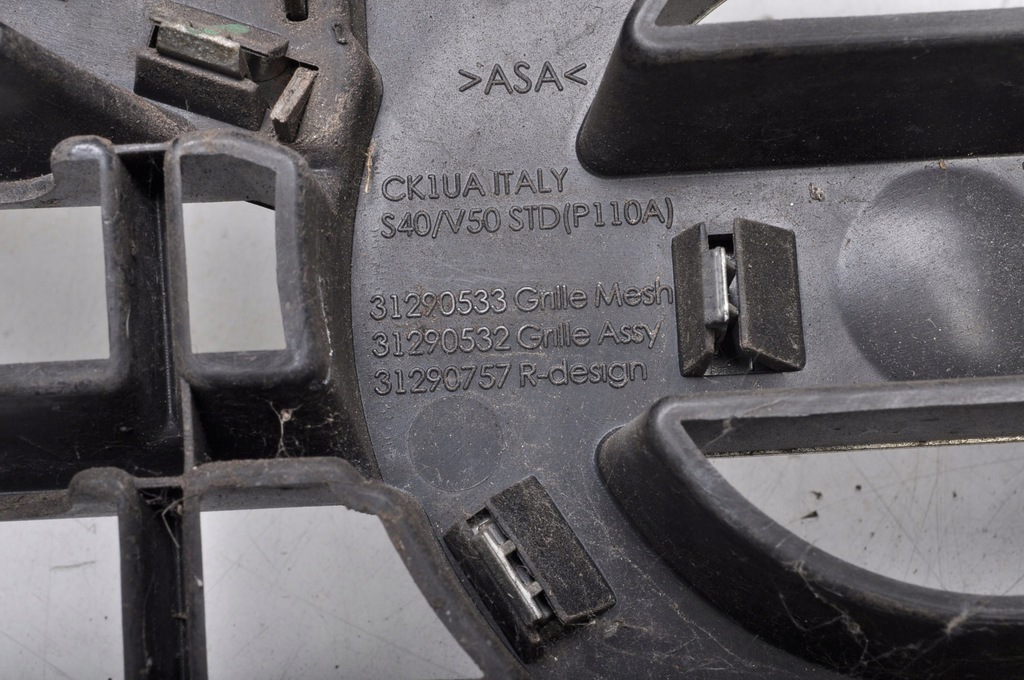 >ASA<
CK1UA ITALY
S40/V50 STD(P110A)
31290533 Grille Mesh
31290532 Grille Assy
31290757 R-design